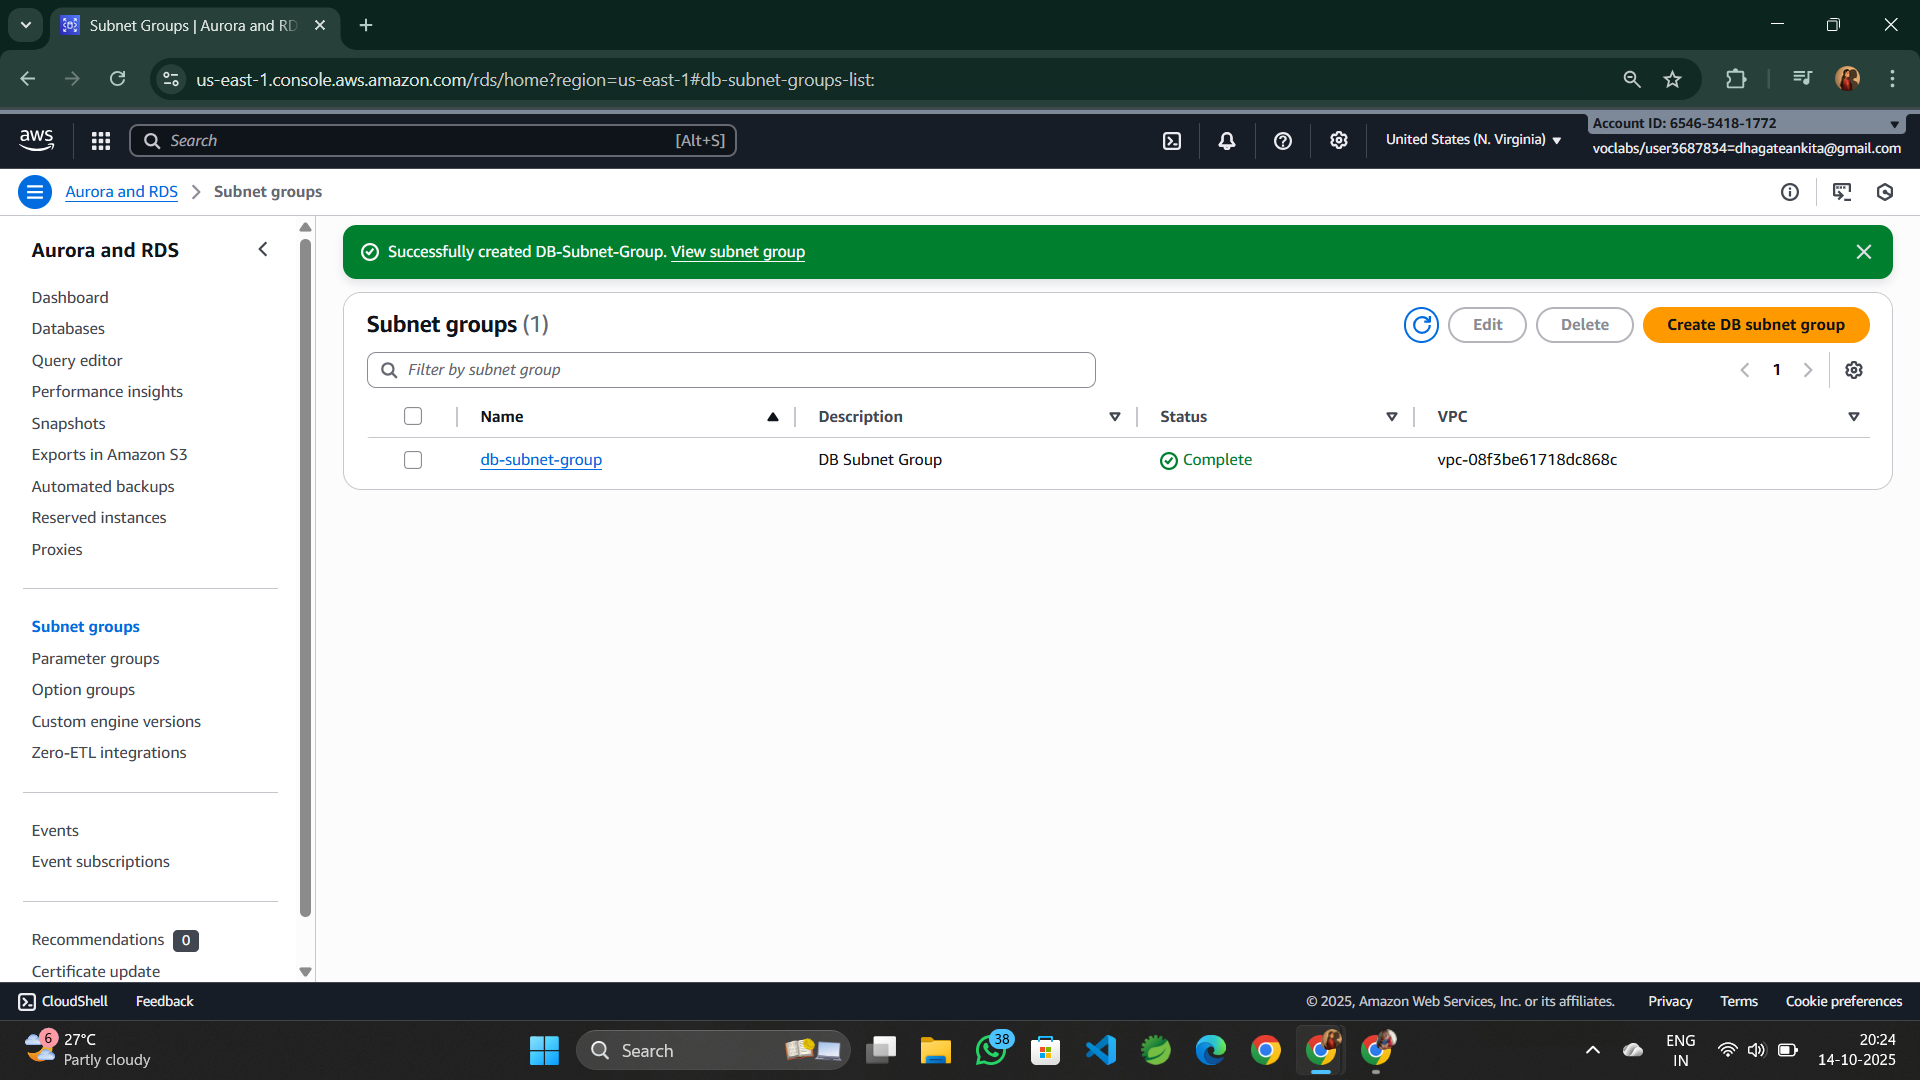 Subnet Groups | Aurora and RD
us-east-1.console.aws.amazon.com/rds/home?region=us-east-1#db-subnet-groups-list:
aws
Search [Alt+S]
United States (N. Virginia)
Account ID: 6546-5418-1772
voclabs/user3687834=dhagateankita@gmail.com
Aurora and RDS > Subnet groups
Aurora and RDS
Dashboard
Databases
Query editor
Performance insights
Snapshots
Exports in Amazon S3
Automated backups
Reserved instances
Proxies
Subnet groups
Parameter groups
Option groups
Custom engine versions
Zero-ETL integrations
Events
Event subscriptions
Recommendations 0
Certificate update
Successfully created DB-Subnet-Group. View subnet group
Subnet groups (1)
Edit
Delete
Create DB subnet group
Filter by subnet group
1
Name Description Status VPC
db-subnet-group DB Subnet Group Complete vpc-08f3be61718dc868c
CloudShell Feedback
© 2025, Amazon Web Services, Inc. or its affiliates. Privacy Terms Cookie preferences
6
27°C
Partly cloudy
Search
38
ENG
IN
20:24
14-10-2025